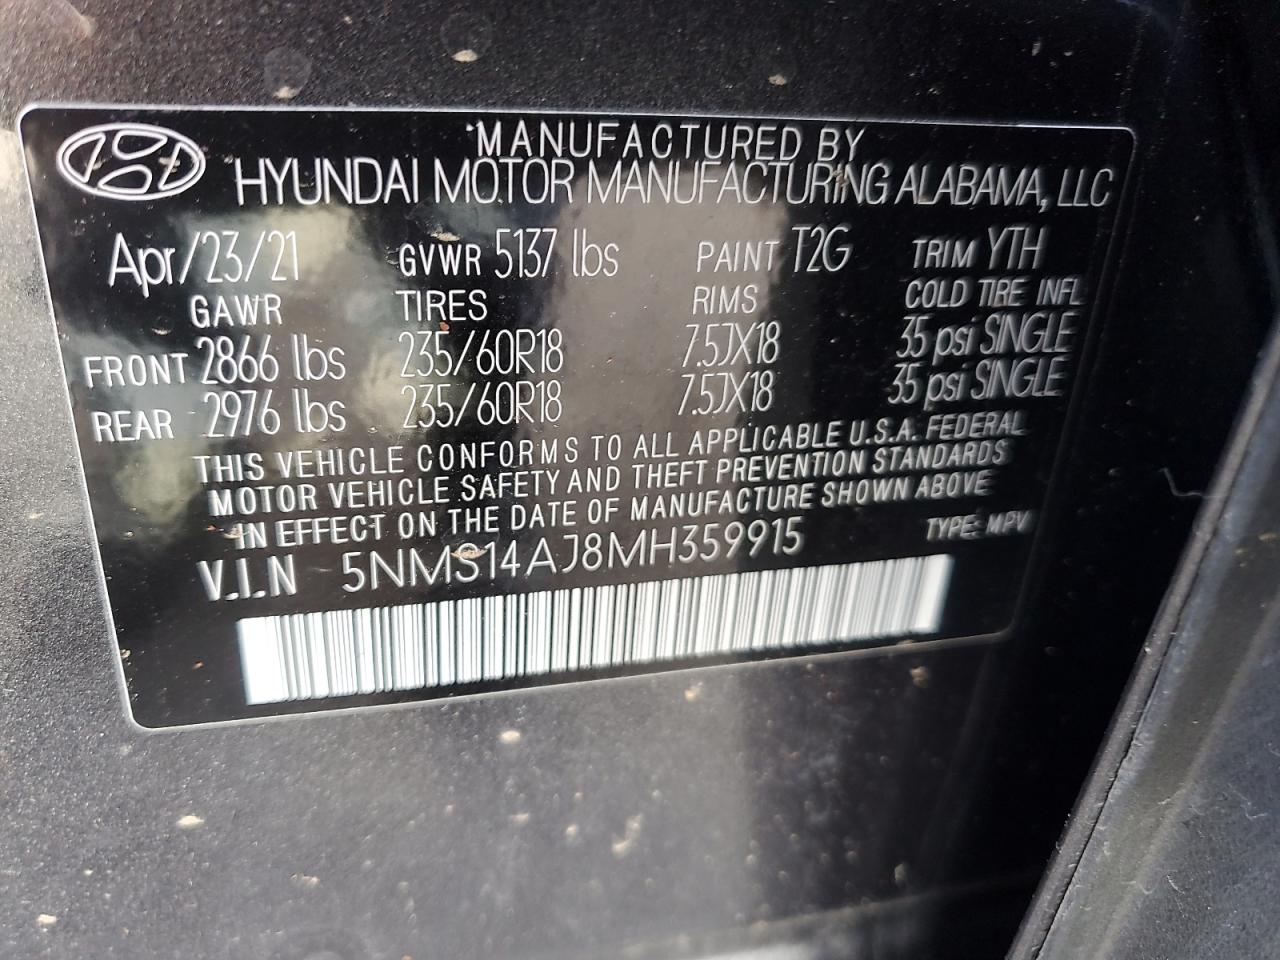 MANUFACTURED BY
HYUNDAI MOTOR MANUFACTURING ALABAMA, LLC
Apr/23/21 GVWR 5137 lbs PAINT T2G TRIM YTH
GAWR TIRES RIMS COLD TIRE INFL
FRONT 2866 lbs 235/60R18 7.5JX18 35 psi SINGLE
REAR 2976 lbs 235/60R18 7.5JX18 35 psi SINGLE
THIS VEHICLE CONFORMS TO ALL APPLICABLE U.S.A. FEDERAL
MOTOR VEHICLE SAFETY AND THEFT PREVENTION STANDARDS
IN EFFECT ON THE DATE OF MANUFACTURE SHOWN ABOVE
V.I.N 5NMS14AJ8MH359915 TYPE: MPV